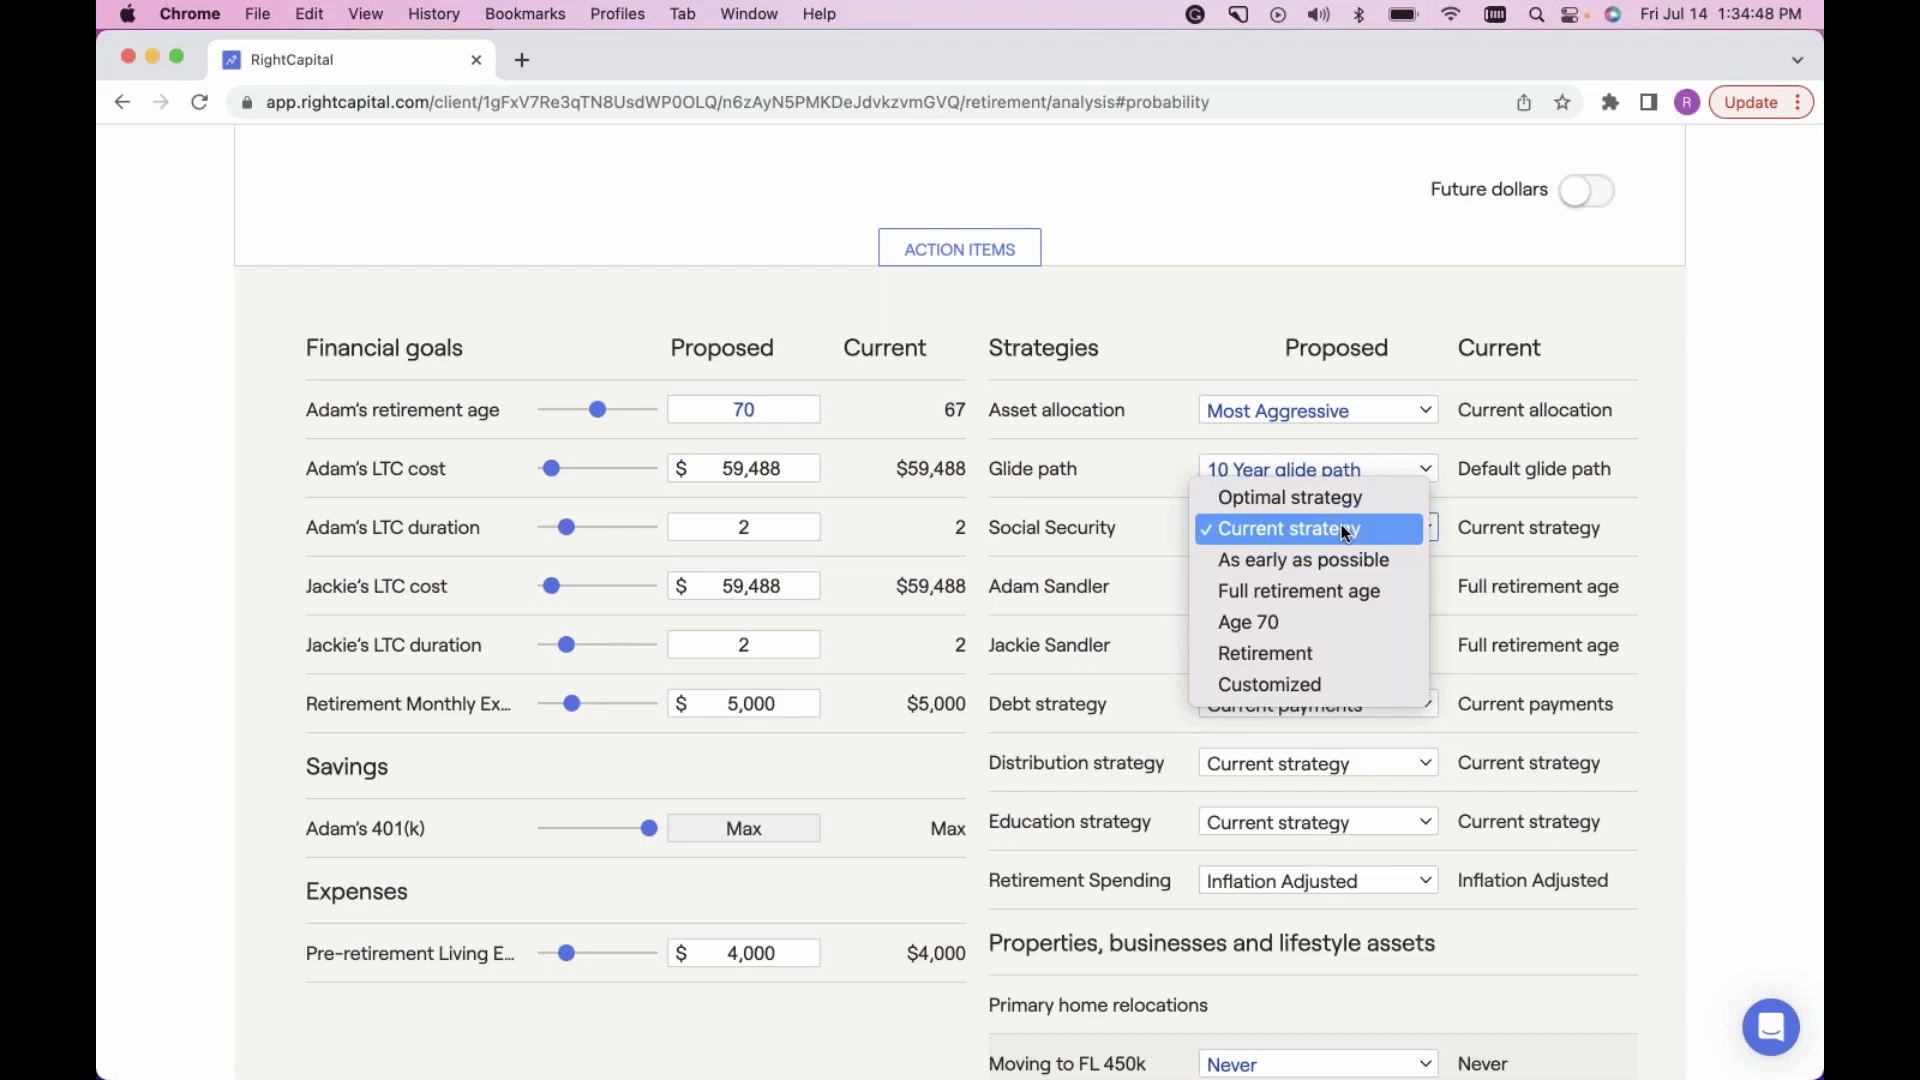 Chrome File Edit View History Bookmarks Profiles Tab Window Help Fri Jul 14 1:34:48 PM
RightCapital
app.rightcapital.com/client/1gFxV7Re3qTN8UsdWP0OLQ/n6zAyN5PMKDeJdvkzvmGVQ/retirement/analysis#probability R Update
Future dollars
ACTION ITEMS
Financial goals Proposed Current Strategies Proposed Current
Adam's retirement age 70 67 Asset allocation Most Aggressive Current allocation
Adam's LTC cost $ 59,488 $59,488 Glide path 10 Year glide path Default glide path
Optimal strategy
Adam's LTC duration 2 2 Social Security Current strategy Current strategy
As early as possible
Jackie's LTC cost $ 59,488 $59,488 Adam Sandler Full retirement age Full retirement age
Age 70
Jackie's LTC duration 2 2 Jackie Sandler Retirement Full retirement age
Customized
Retirement Monthly Ex... $ 5,000 $5,000 Debt strategy Current payments Current payments
Savings Distribution strategy Current strategy Current strategy
Adam's 401(k) Max Max Education strategy Current strategy Current strategy
Expenses Retirement Spending Inflation Adjusted Inflation Adjusted
Pre-retirement Living E... $ 4,000 $4,000 Properties, businesses and lifestyle assets
Primary home relocations
Moving to FL 450k Never Never